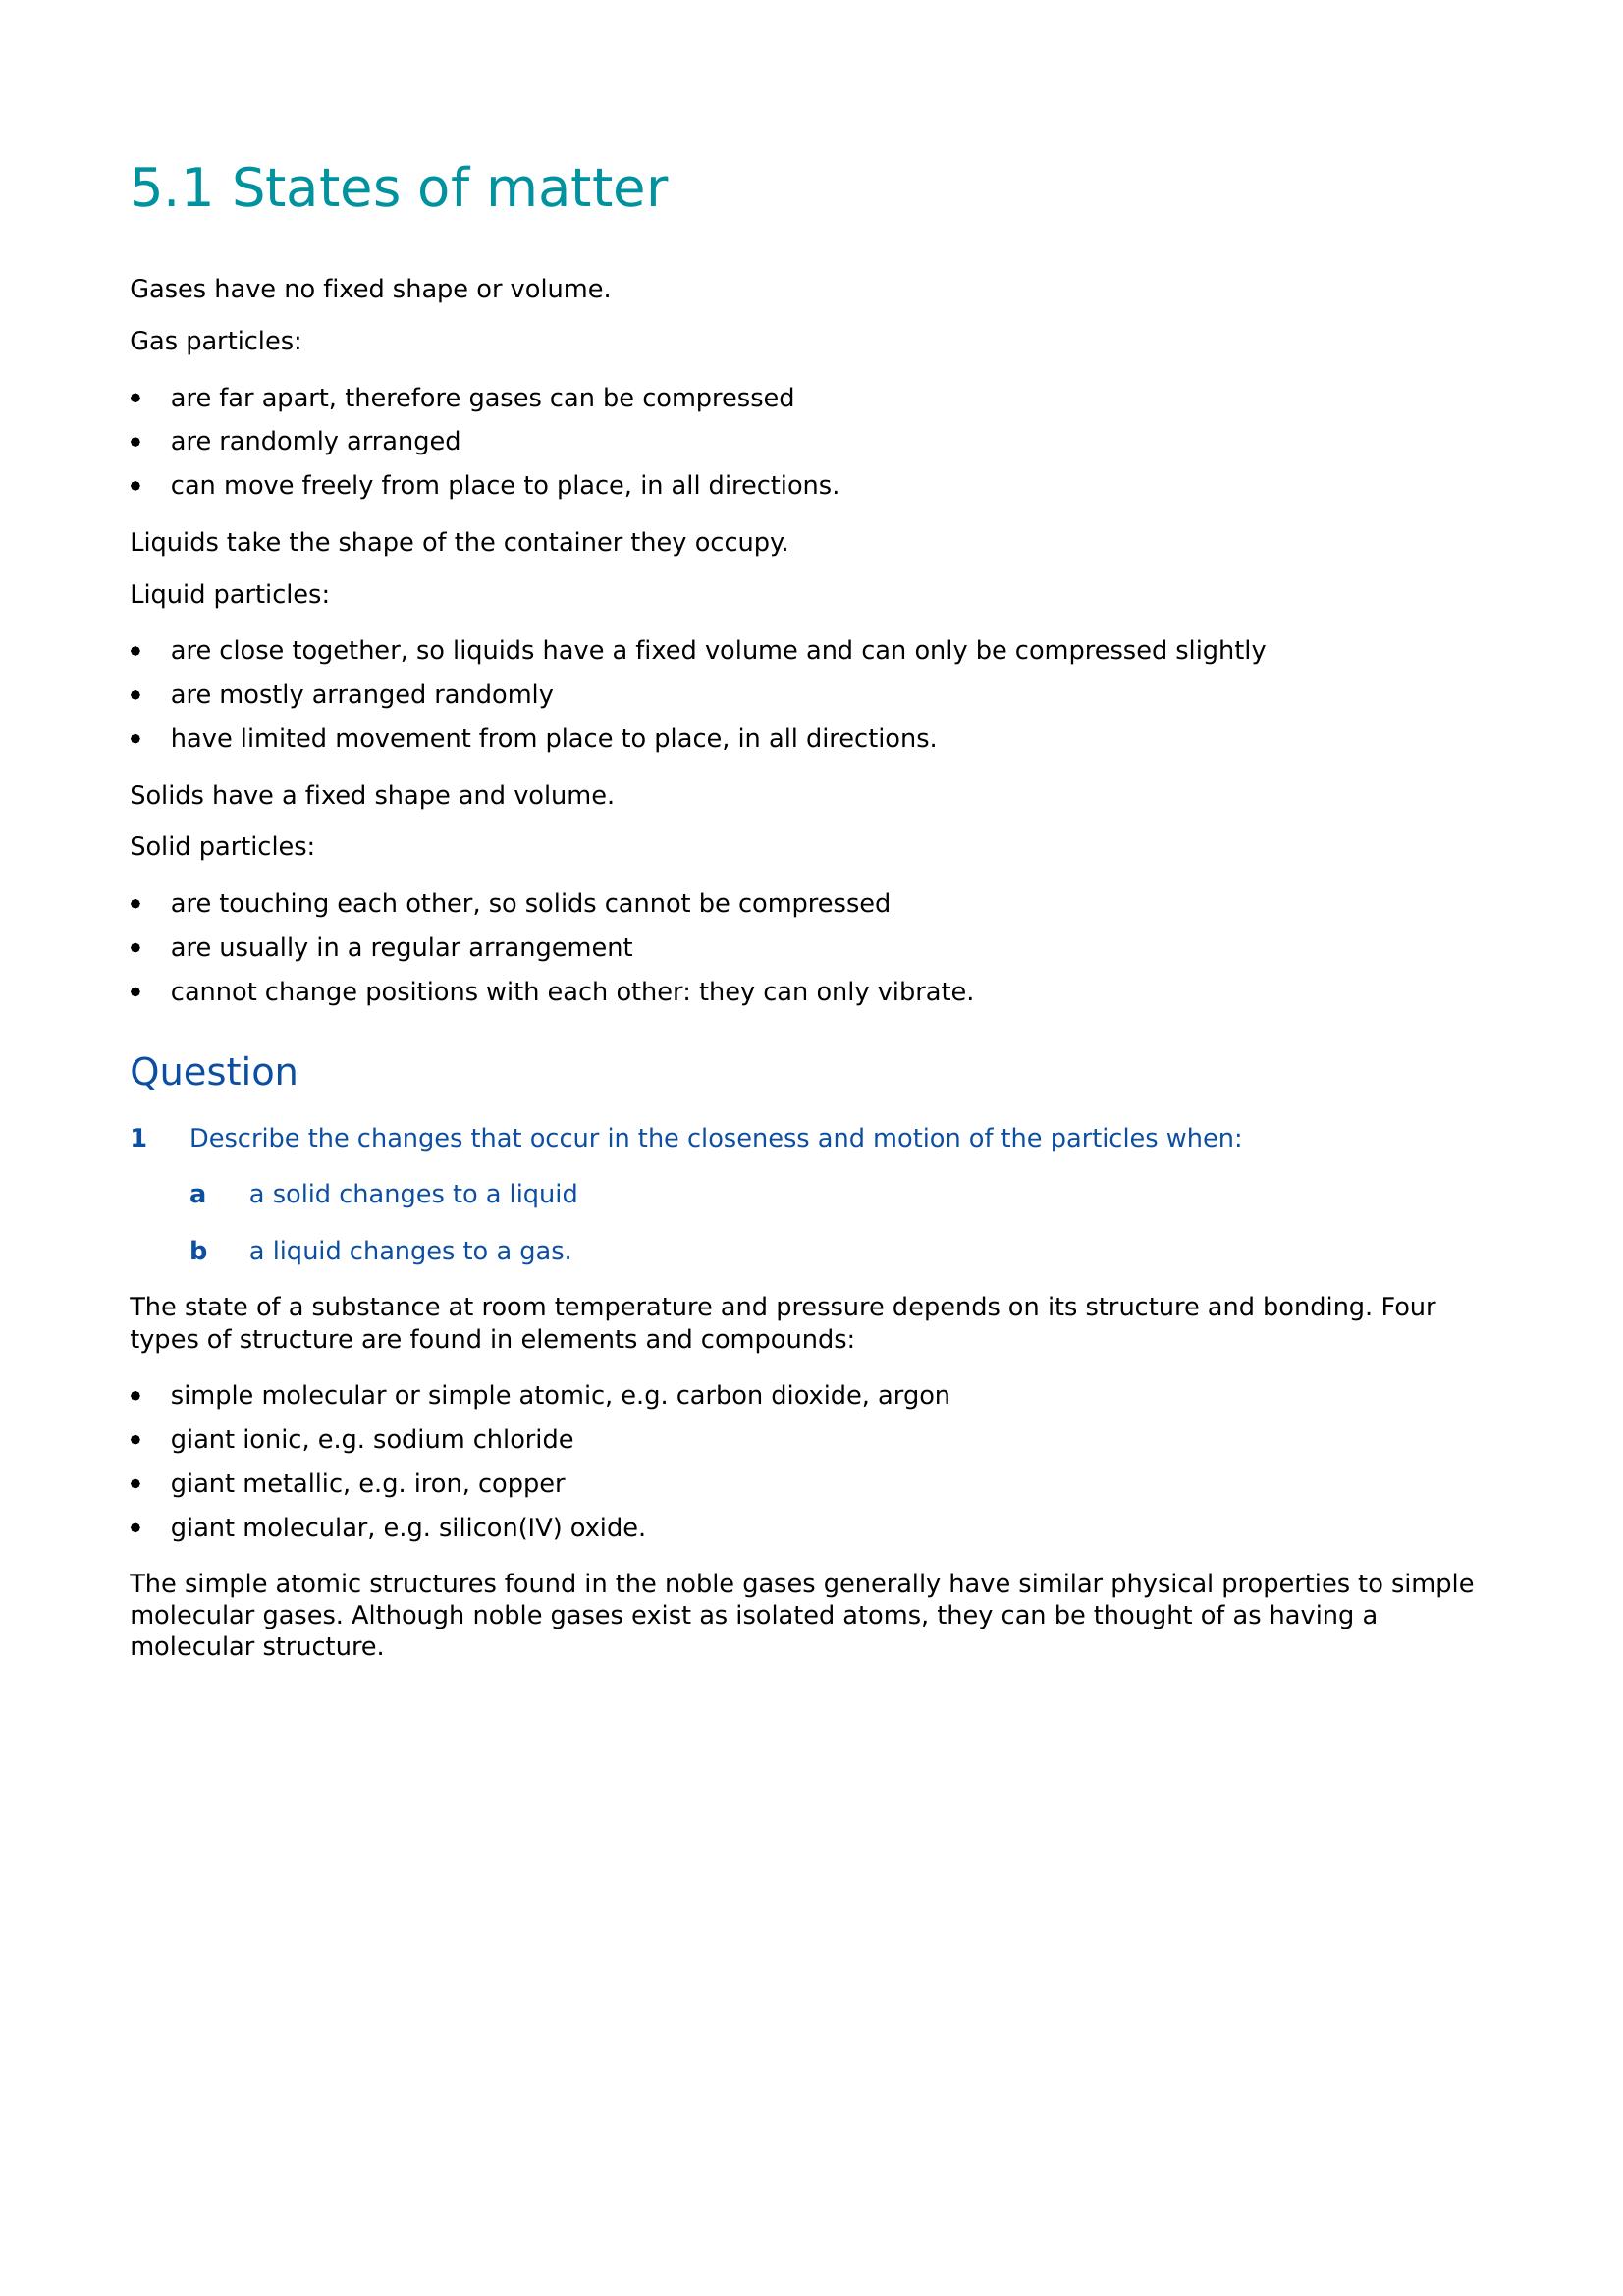 5.1 States of matter
Gases have no fixed shape or volume.
Gas particles:
• are far apart, therefore gases can be compressed
• are randomly arranged
• can move freely from place to place, in all directions.
Liquids take the shape of the container they occupy.
Liquid particles:
• are close together, so liquids have a fixed volume and can only be compressed slightly
• are mostly arranged randomly
• have limited movement from place to place, in all directions.
Solids have a fixed shape and volume.
Solid particles:
• are touching each other, so solids cannot be compressed
• are usually in a regular arrangement
• cannot change positions with each other: they can only vibrate.
Question
1 Describe the changes that occur in the closeness and motion of the particles when:
a a solid changes to a liquid
b a liquid changes to a gas.
The state of a substance at room temperature and pressure depends on its structure and bonding. Four
types of structure are found in elements and compounds:
• simple molecular or simple atomic, e.g. carbon dioxide, argon
• giant ionic, e.g. sodium chloride
• giant metallic, e.g. iron, copper
• giant molecular, e.g. silicon(IV) oxide.
The simple atomic structures found in the noble gases generally have similar physical properties to simple
molecular gases. Although noble gases exist as isolated atoms, they can be thought of as having a
molecular structure.